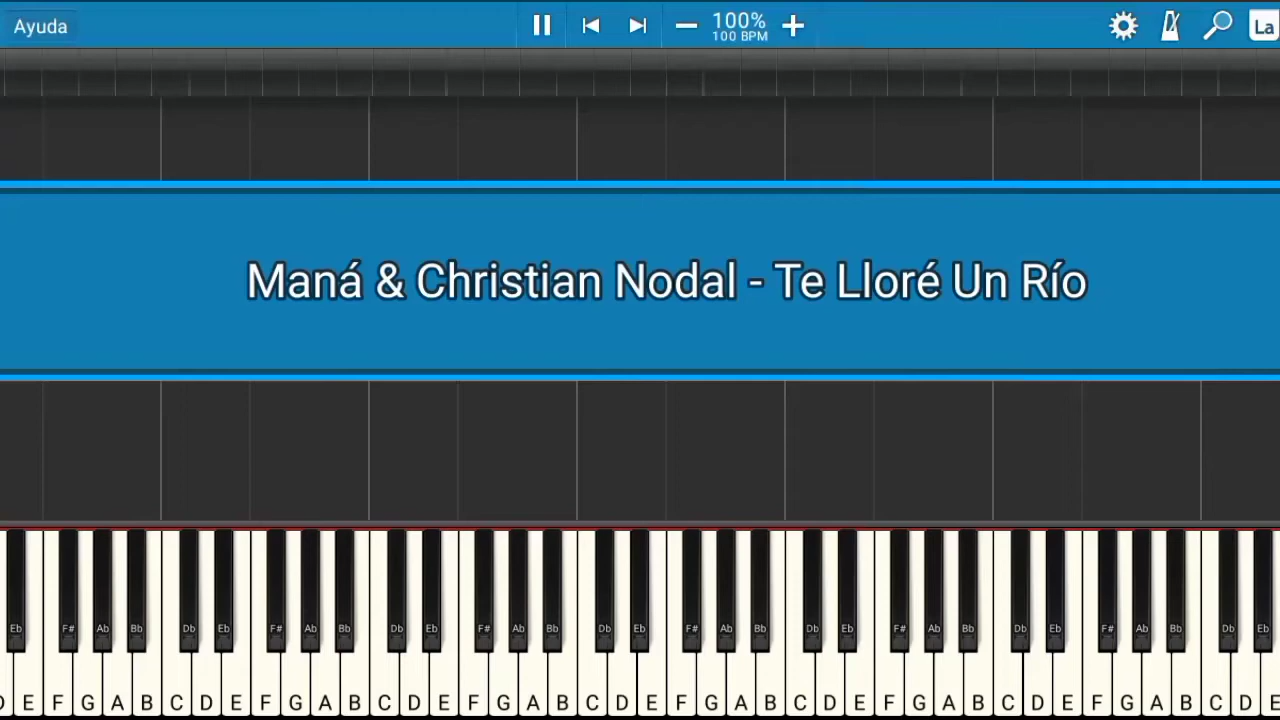 Ayuda
100%
100 BPM
La
Maná & Christian Nodal - Te Lloré Un Río
Eb F# Ab Bb Db Eb F# Ab Bb Db Eb F# Ab Bb Db Eb F# Ab Bb Db Eb F# Ab Bb Db Eb F# Ab Bb Db Eb
D E F G A B C D E F G A B C D E F G A B C D E F G A B C D E F G A B C D E F G A B C D E